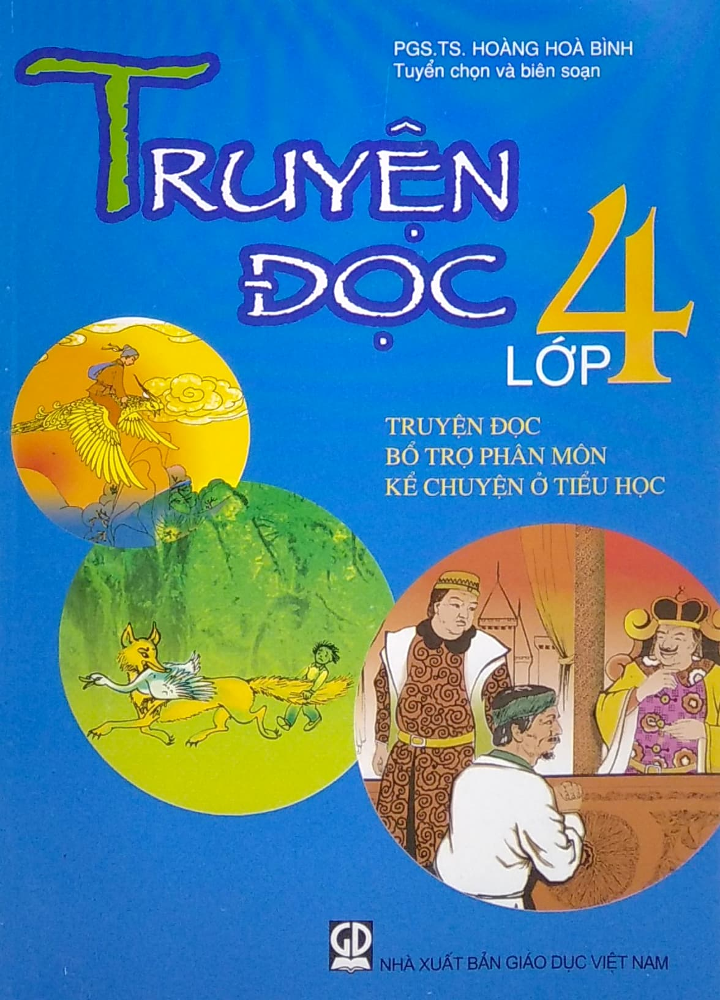 PGS.TS. HOÀNG HOÀ BÌNH
Tuyển chọn và biên soạn
TRUYỆN
ĐỌC
LỚP 4
TRUYỆN ĐỌC
BỔ TRỢ PHÂN MÔN
KỂ CHUYỆN Ở TIỂU HỌC
GD
NHÀ XUẤT BẢN GIÁO DỤC VIỆT NAM